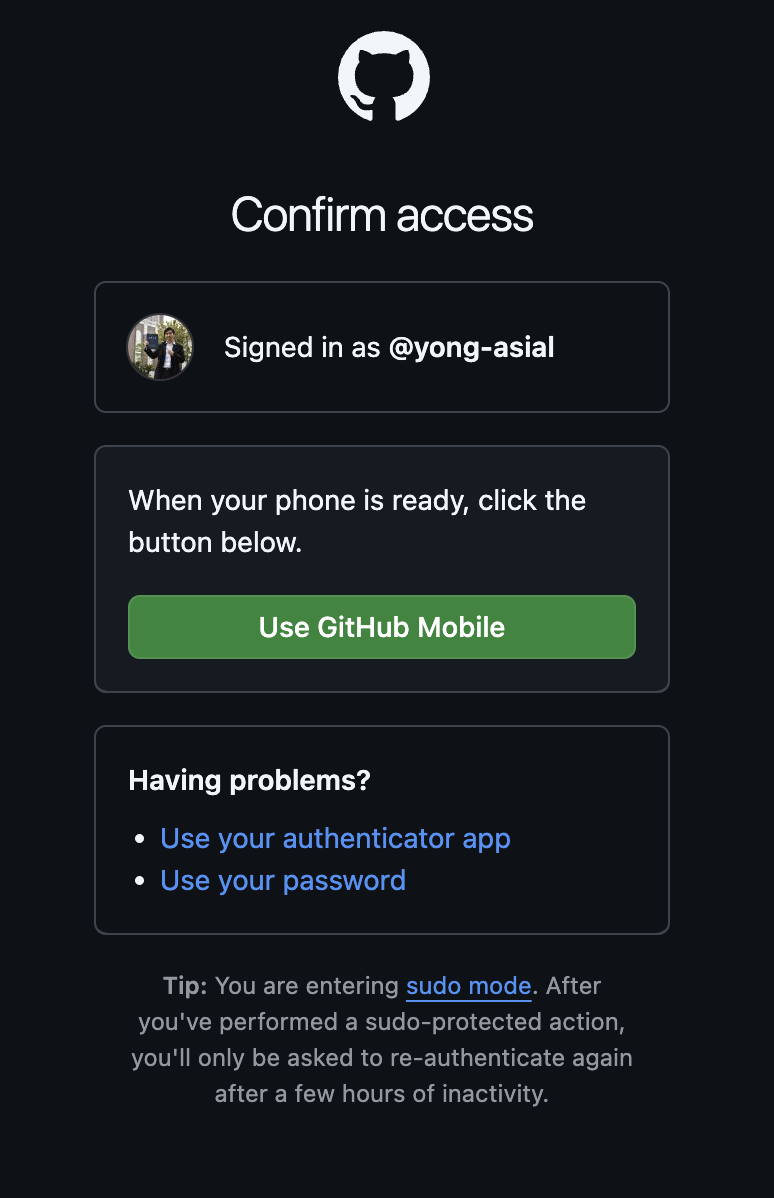 Confirm access
Signed in as @yong-asial
When your phone is ready, click the
button below.
Use GitHub Mobile
Having problems?
• Use your authenticator app
• Use your password
Tip: You are entering sudo mode. After
you've performed a sudo-protected action,
you'll only be asked to re-authenticate again
after a few hours of inactivity.